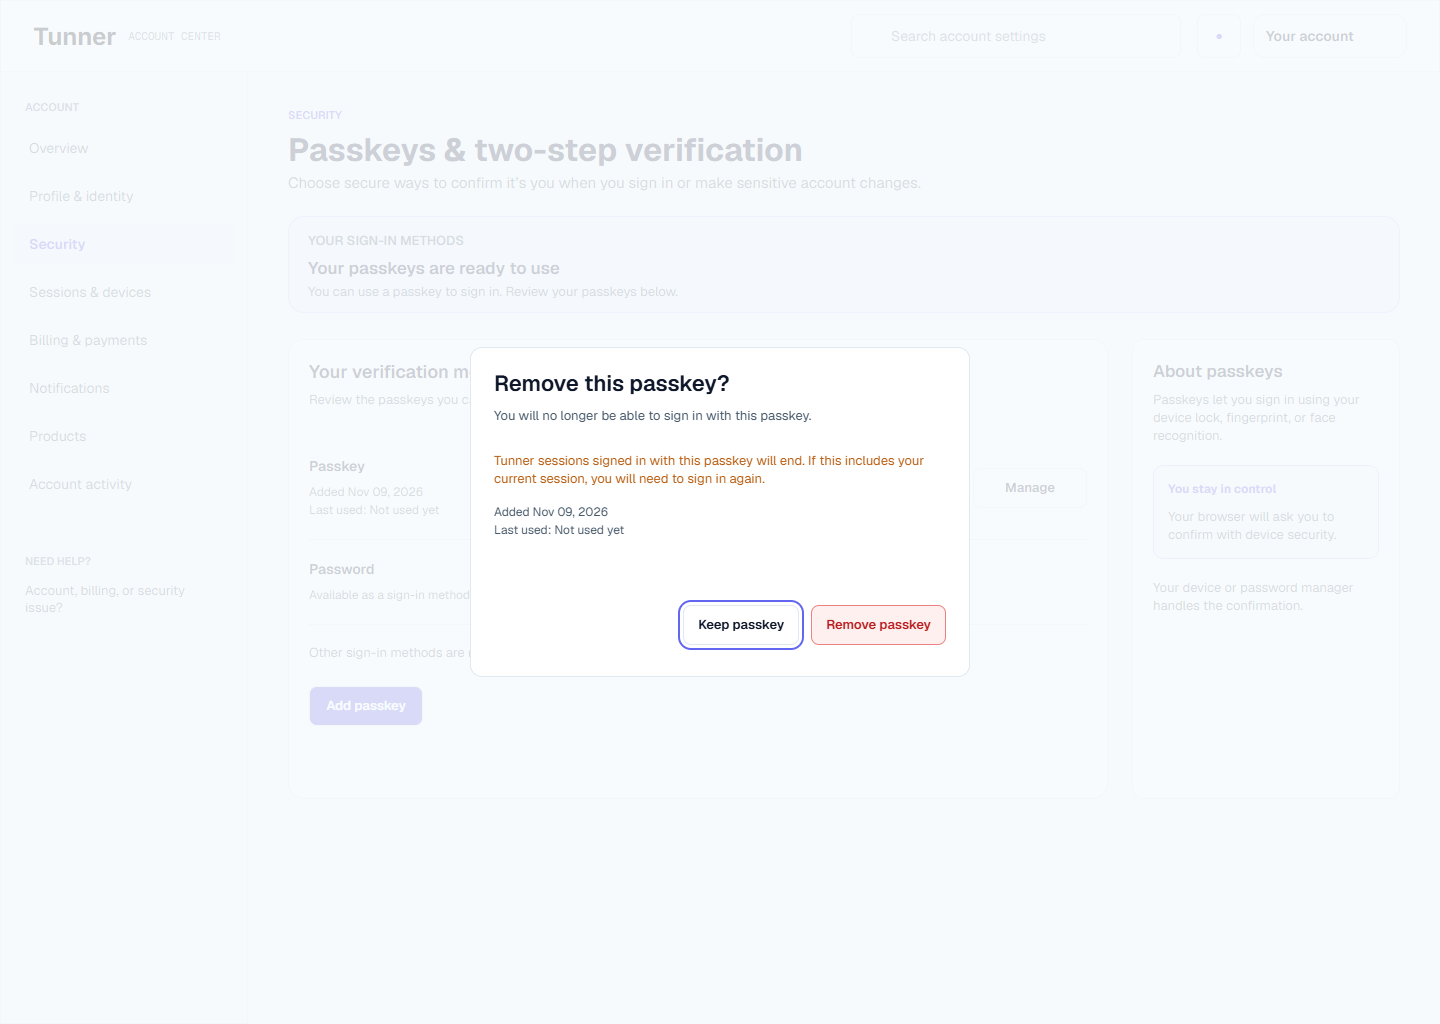 Tunner ACCOUNT CENTER
Search account settings
Your account
ACCOUNT
Overview
Profile & identity
Security
Sessions & devices
Billing & payments
Notifications
Products
Account activity
NEED HELP?
Account, billing, or security
issue?
SECURITY
Passkeys & two-step verification
Choose secure ways to confirm it's you when you sign in or make sensitive account changes.
YOUR SIGN-IN METHODS
Your passkeys are ready to use
You can use a passkey to sign in. Review your passkeys below.
Your verification m
Review the passkeys you c
Passkey
Added Nov 09, 2026
Last used: Not used yet
Manage
Password
Available as a sign-in method
Other sign-in methods are
Add passkey
Remove this passkey?
You will no longer be able to sign in with this passkey.
Tunner sessions signed in with this passkey will end. If this includes your
current session, you will need to sign in again.
Added Nov 09, 2026
Last used: Not used yet
Keep passkey
Remove passkey
About passkeys
Passkeys let you sign in using your
device lock, fingerprint, or face
recognition.
You stay in control
Your browser will ask you to
confirm with device security.
Your device or password manager
handles the confirmation.